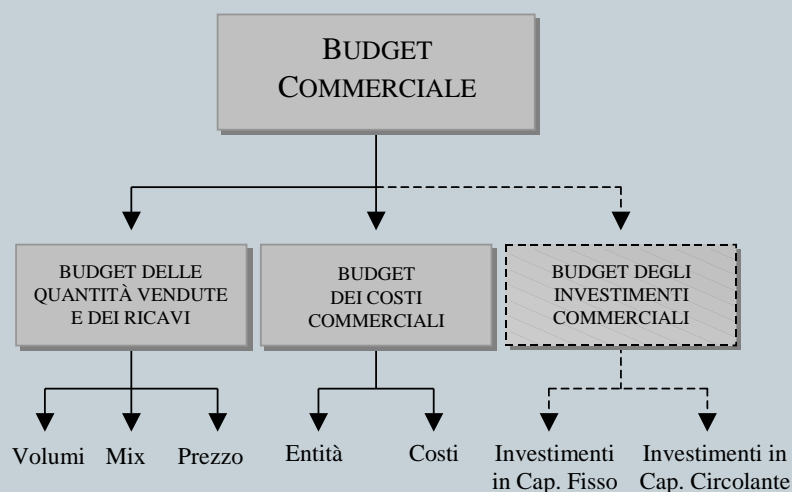 BUDGET
COMMERCIALE
BUDGET DELLE
QUANTITÀ VENDUTE
E DEI RICAVI
BUDGET
DEI COSTI
COMMERCIALI
BUDGET DEGLI
INVESTIMENTI
COMMERCIALI
Volumi
Mix
Prezzo
Entità
Costi
Investimenti
in Cap. Fisso
Investimenti in
Cap. Circolante